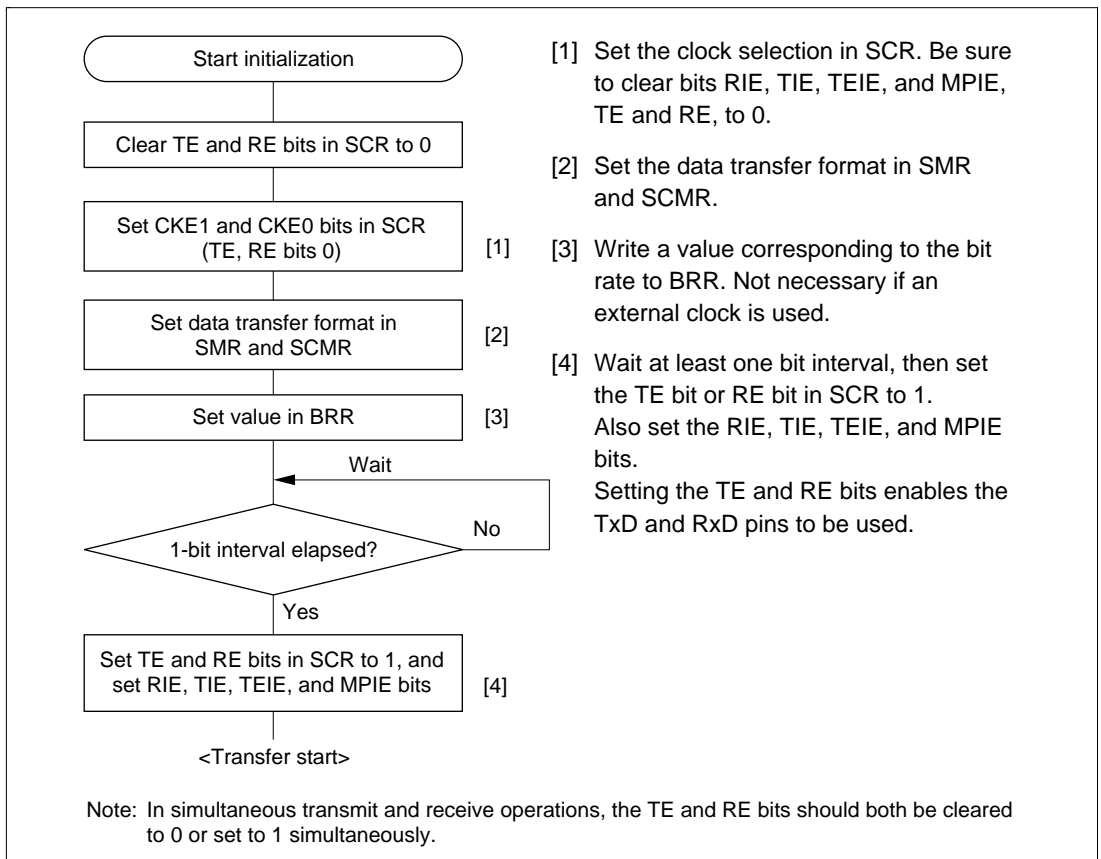 Start initialization
Clear TE and RE bits in SCR to 0
Set CKE1 and CKE0 bits in SCR
(TE, RE bits 0)
[1]
Set data transfer format in
SMR and SCMR
[2]
Set value in BRR
[3]
Wait
1-bit interval elapsed?
No
Yes
Set TE and RE bits in SCR to 1, and
set RIE, TIE, TEIE, and MPIE bits
[4]
<Transfer start>
[1] Set the clock selection in SCR. Be sure
to clear bits RIE, TIE, TEIE, and MPIE,
TE and RE, to 0.
[2] Set the data transfer format in SMR
and SCMR.
[3] Write a value corresponding to the bit
rate to BRR. Not necessary if an
external clock is used.
[4] Wait at least one bit interval, then set
the TE bit or RE bit in SCR to 1.
Also set the RIE, TIE, TEIE, and MPIE
bits.
Setting the TE and RE bits enables the
TxD and RxD pins to be used.
Note: In simultaneous transmit and receive operations, the TE and RE bits should both be cleared
to 0 or set to 1 simultaneously.